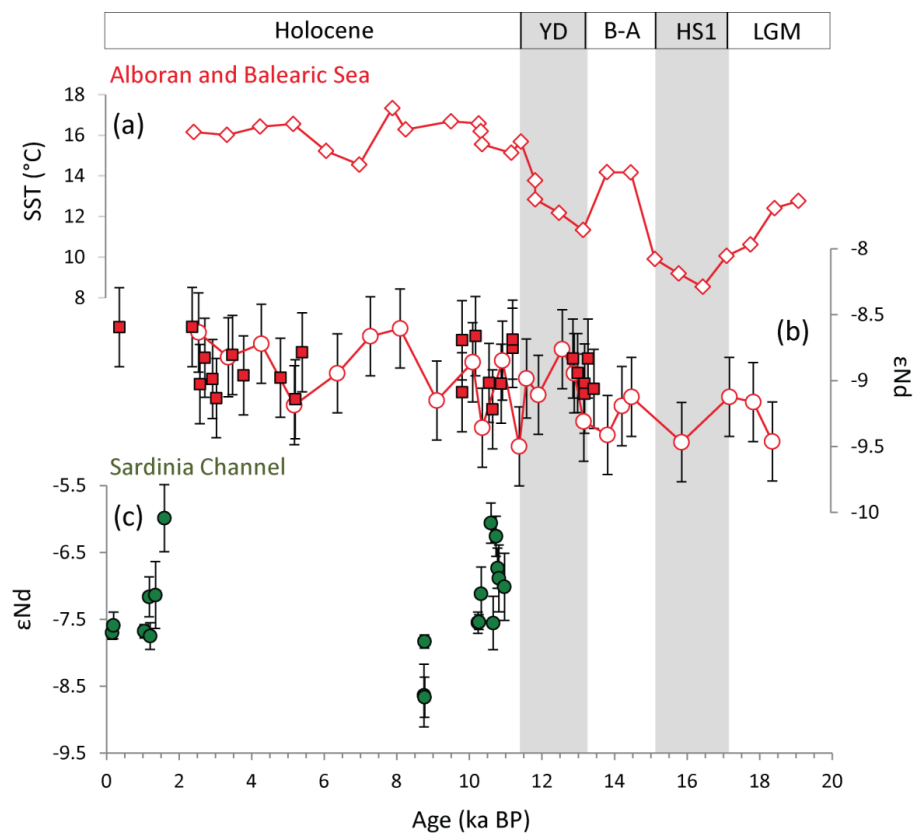 Holocene YD B-A HS1 LGM
Alboran and Balearic Sea
(a)
SST (°C)
18
16
14
12
10
8
(b)
εNd
-8
-8.5
-9
-9.5
-10
Sardinia Channel
(c)
εNd
-5.5
-6.5
-7.5
-8.5
-9.5
0 2 4 6 8 10 12 14 16 18 20
Age (ka BP)